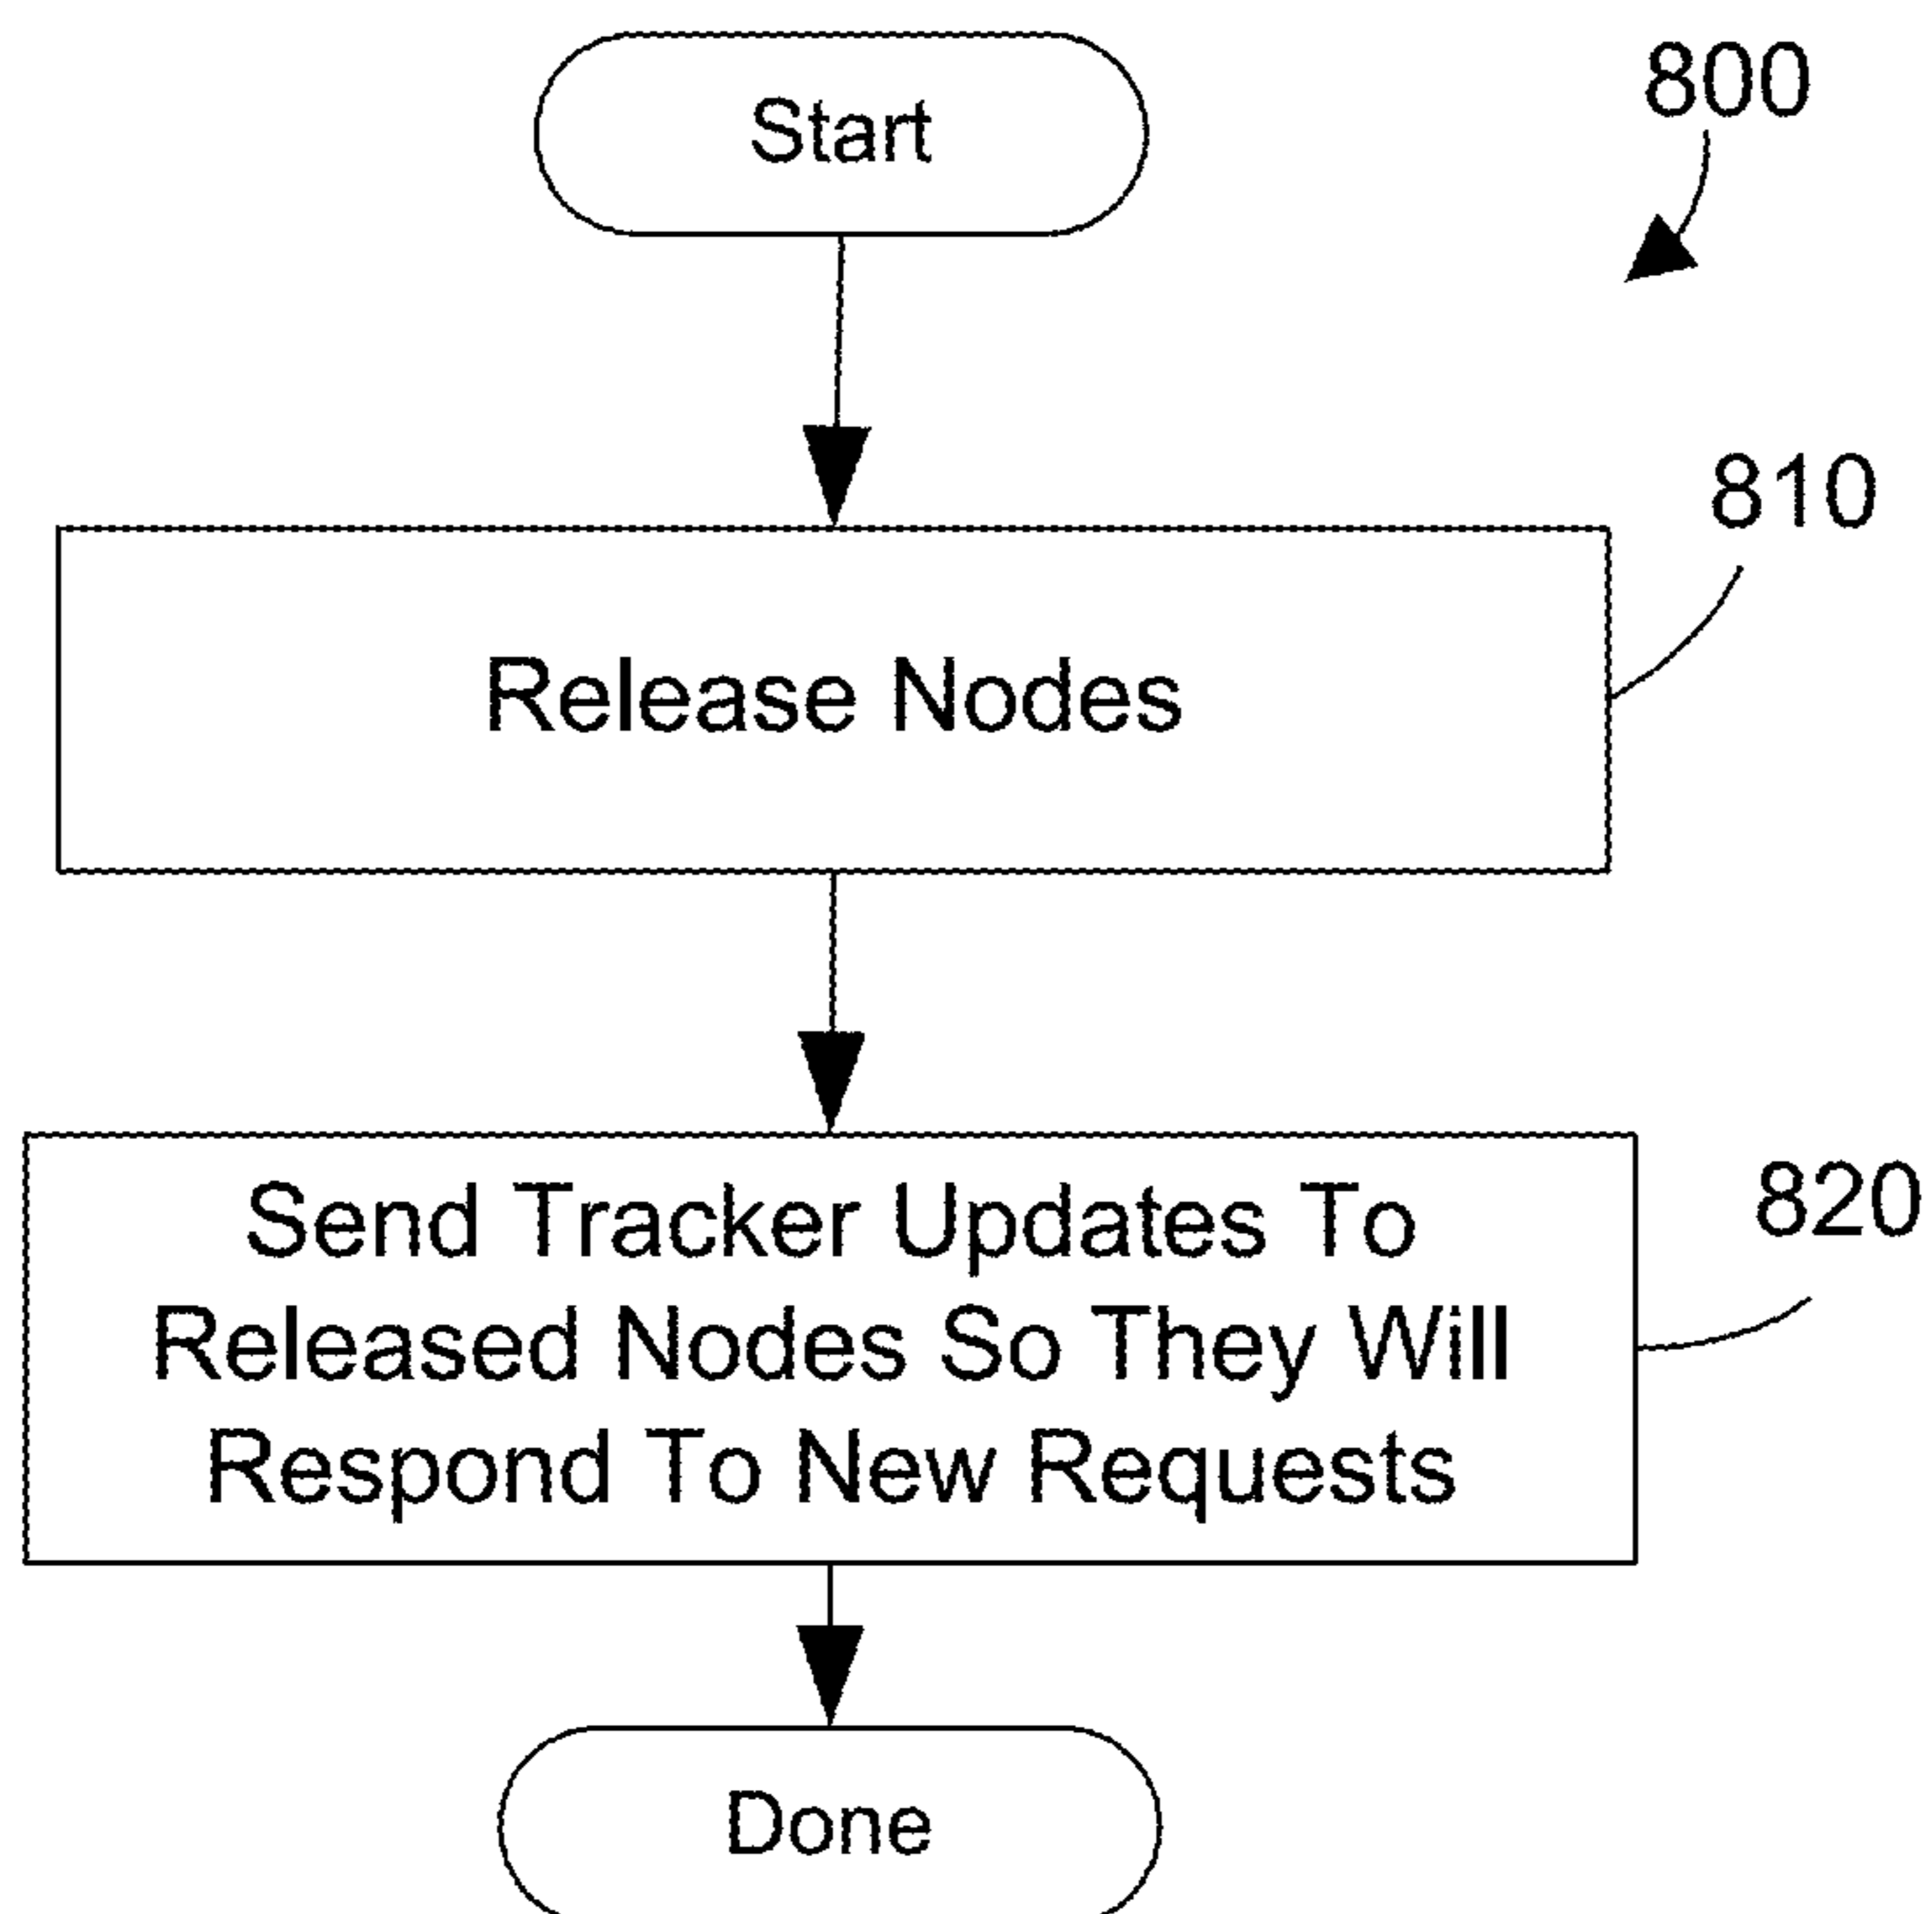 Start
800
810
Release Nodes
Send Tracker Updates To
820
Released Nodes So They Will
Respond To New Requests
Done